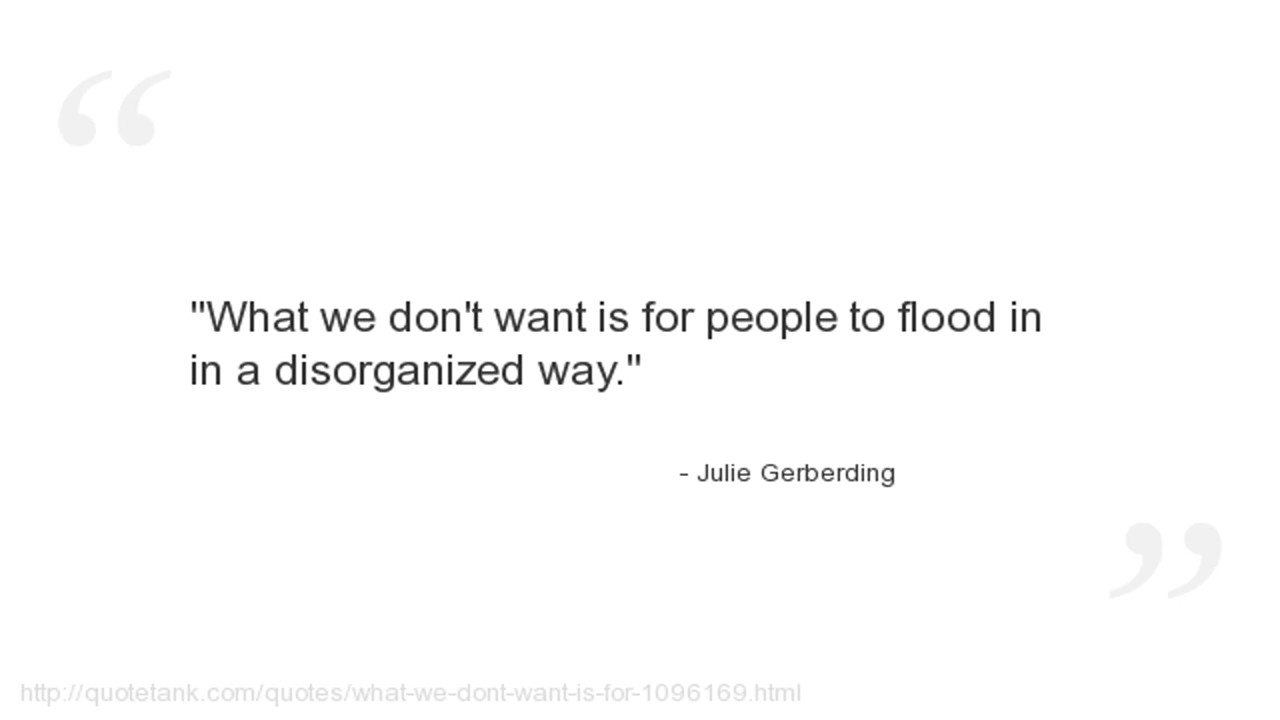 "What we don't want is for people to flood in
in a disorganized way."
- Julie Gerberding
http://quotetank.com/quotes/what-we-dont-want-is-for-1096169.html